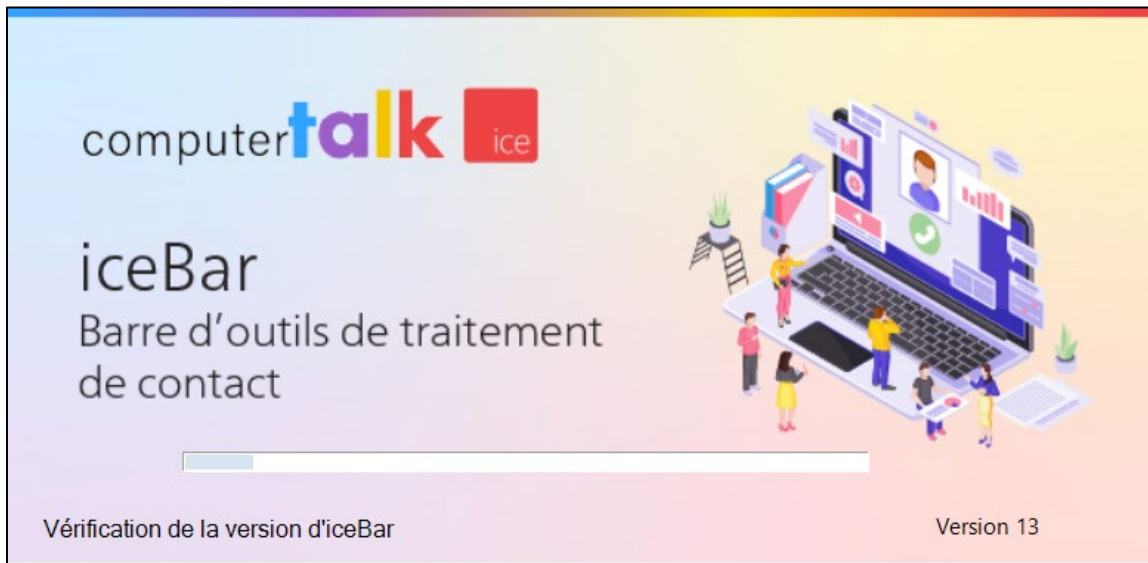 computertalk ice
iceBar
Barre d’outils de traitement
de contact
Vérification de la version d'iceBar
Version 13